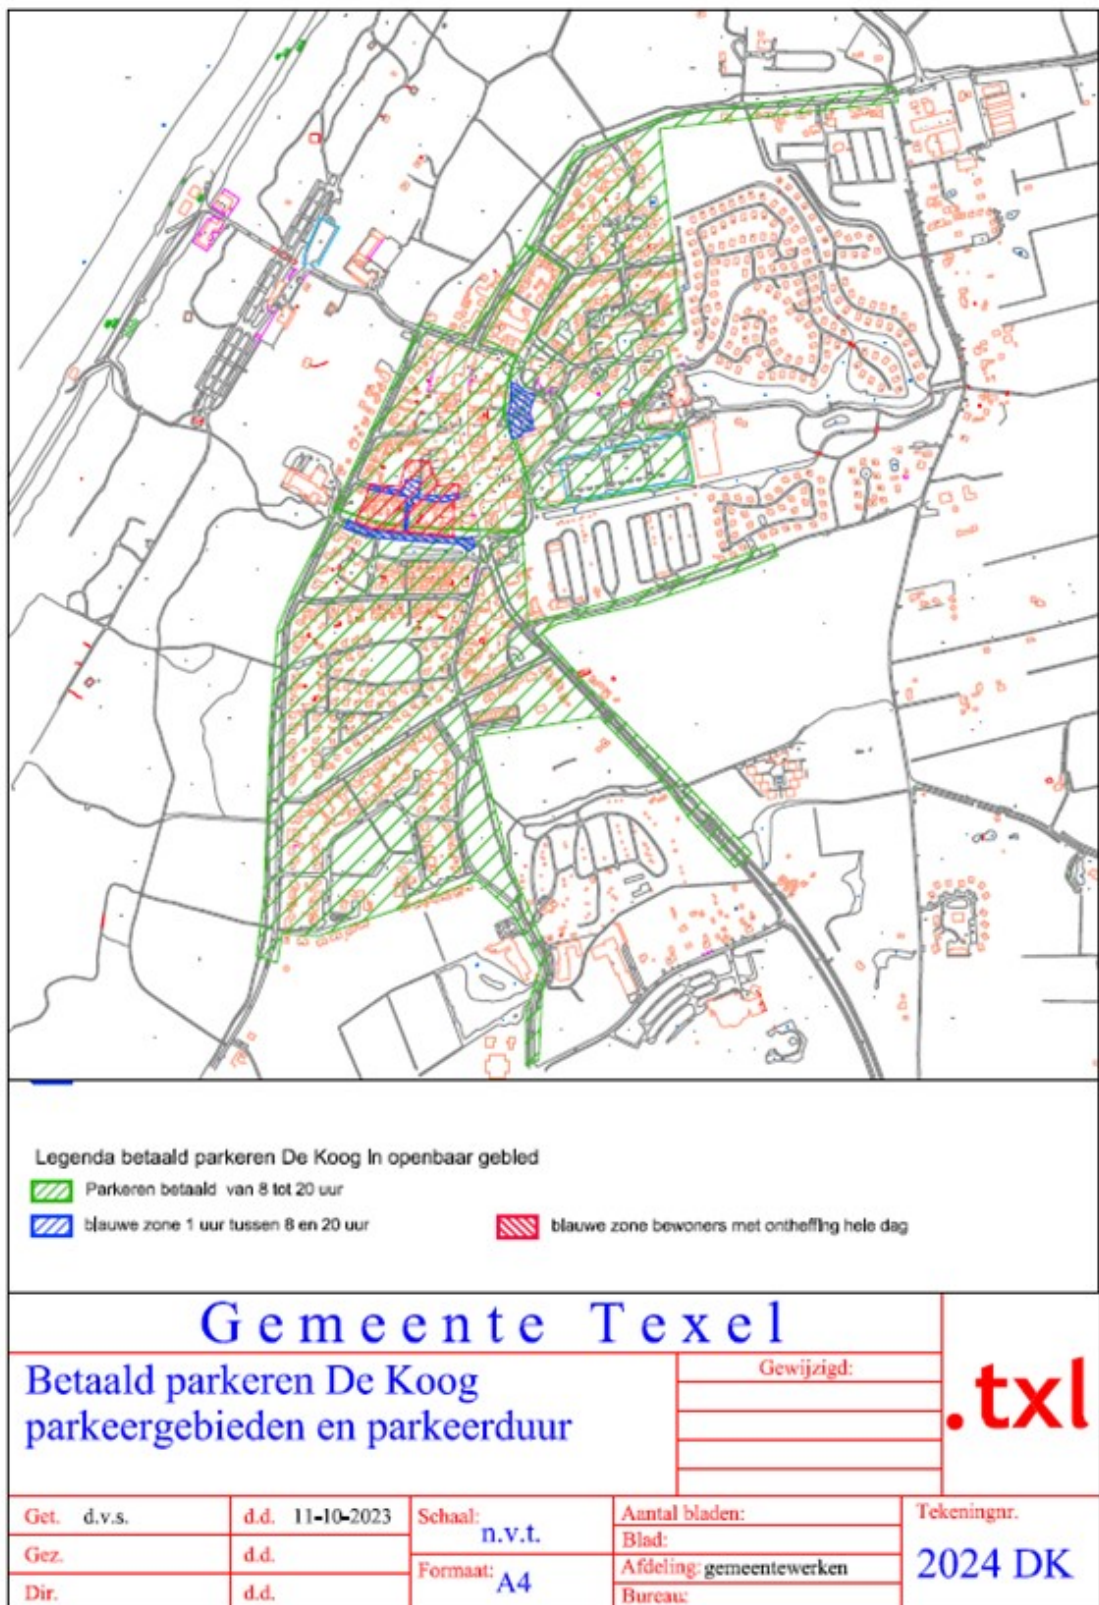 Legenda betaald parkeren De Koog In openbaar gebied
Parkeren betaald van 8 tot 20 uur
blauwe zone 1 uur tussen 8 en 20 uur
blauwe zone bewoners met ontheffing hele dag
Gemeente Texel
Betaald parkeren De Koog
parkeergebieden en parkeerduur
Gewijzigd:
.txl
Get. d.v.s.
d.d. 11-10-2023
Schaal: n.v.t.
Aantal bladen:
Tekeningnr.
Gez.
d.d.
Blad:
2024 DK
Formaat: A4
Afdeling: gemeentewerken
Dir.
d.d.
Bureau: